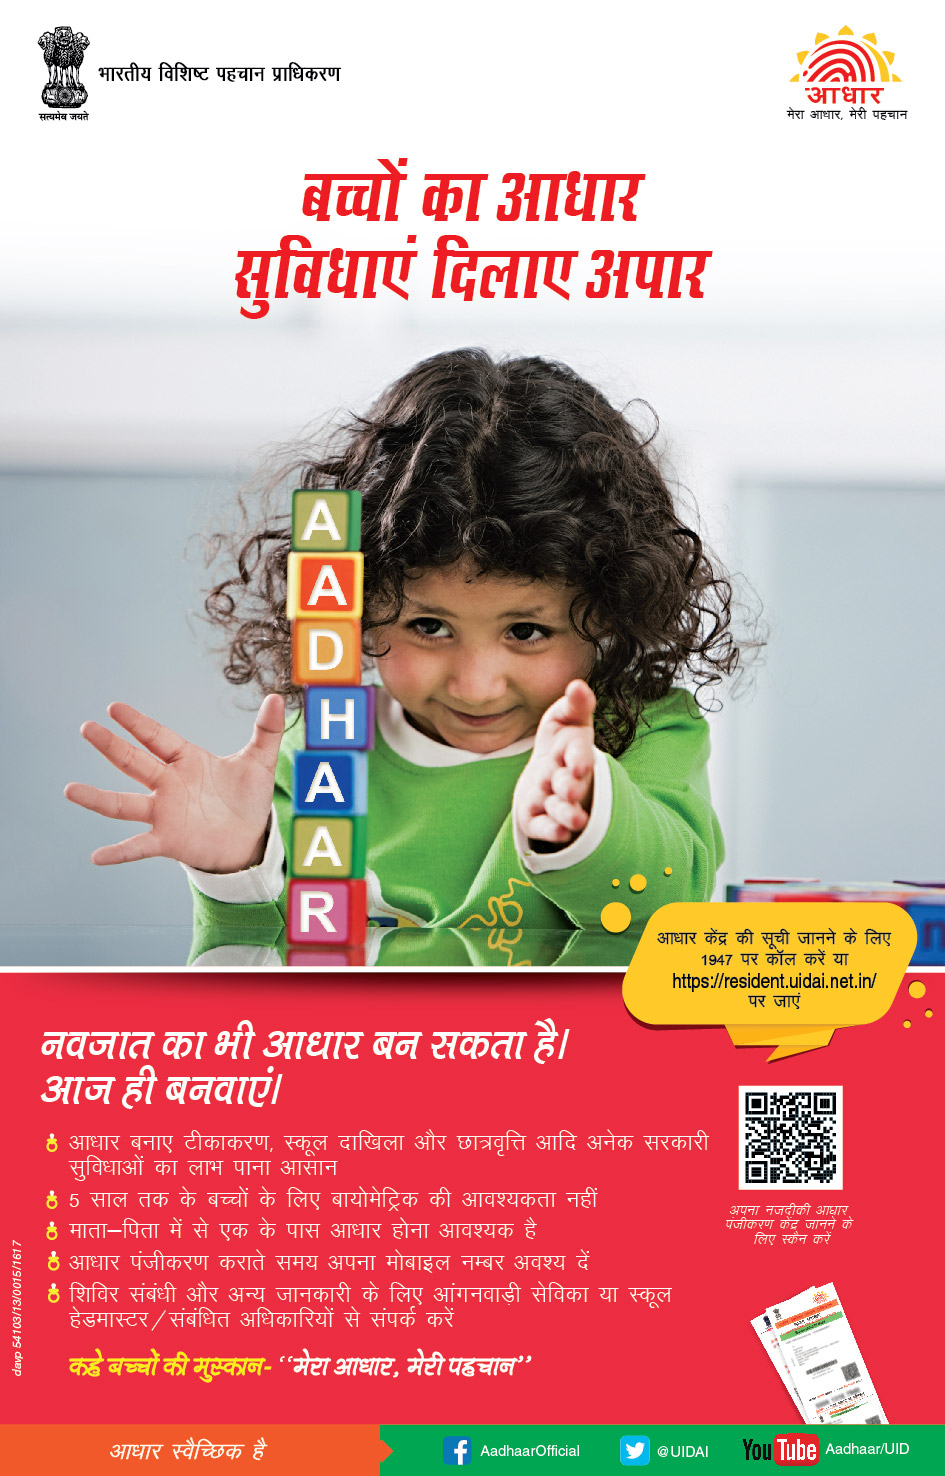 सत्यमेव जयते
भारतीय विशिष्ट पहचान प्राधिकरण
आधार
मेरा आधार, मेरी पहचान
बच्चों का आधार
सुविधाएं दिलाए अपार
A
A
D
H
A
A
R
आधार केंद्र की सूची जानने के लिए
1947 पर कॉल करें या
https://resident.uidai.net.in/
पर जाएं
नवजात का भी आधार बन सकता है।
आज ही बनवाएं।
आधार बनाए टीकाकरण, स्कूल दाखिला और छात्रवृत्ति आदि अनेक सरकारी
सुविधाओं का लाभ पाना आसान
5 साल तक के बच्चों के लिए बायोमेट्रिक की आवश्यकता नहीं
माता–पिता में से एक के पास आधार होना आवश्यक है
आधार पंजीकरण कराते समय अपना मोबाइल नम्बर अवश्य दें
शिविर संबंधी और अन्य जानकारी के लिए आंगनवाड़ी सेविका या स्कूल
हेडमास्टर/संबंधित अधिकारियों से संपर्क करें
कहे बच्चों की मुस्कान- ‘‘मेरा आधार, मेरी पहचान’’
अपना नजदीकी आधार
पंजीकरण केंद्र जानने के
लिए स्कैन करें
davp 54103/13/0015/1617
आधार स्वैच्छिक है
AadhaarOfficial
@UIDAI
YouTube Aadhaar/UID